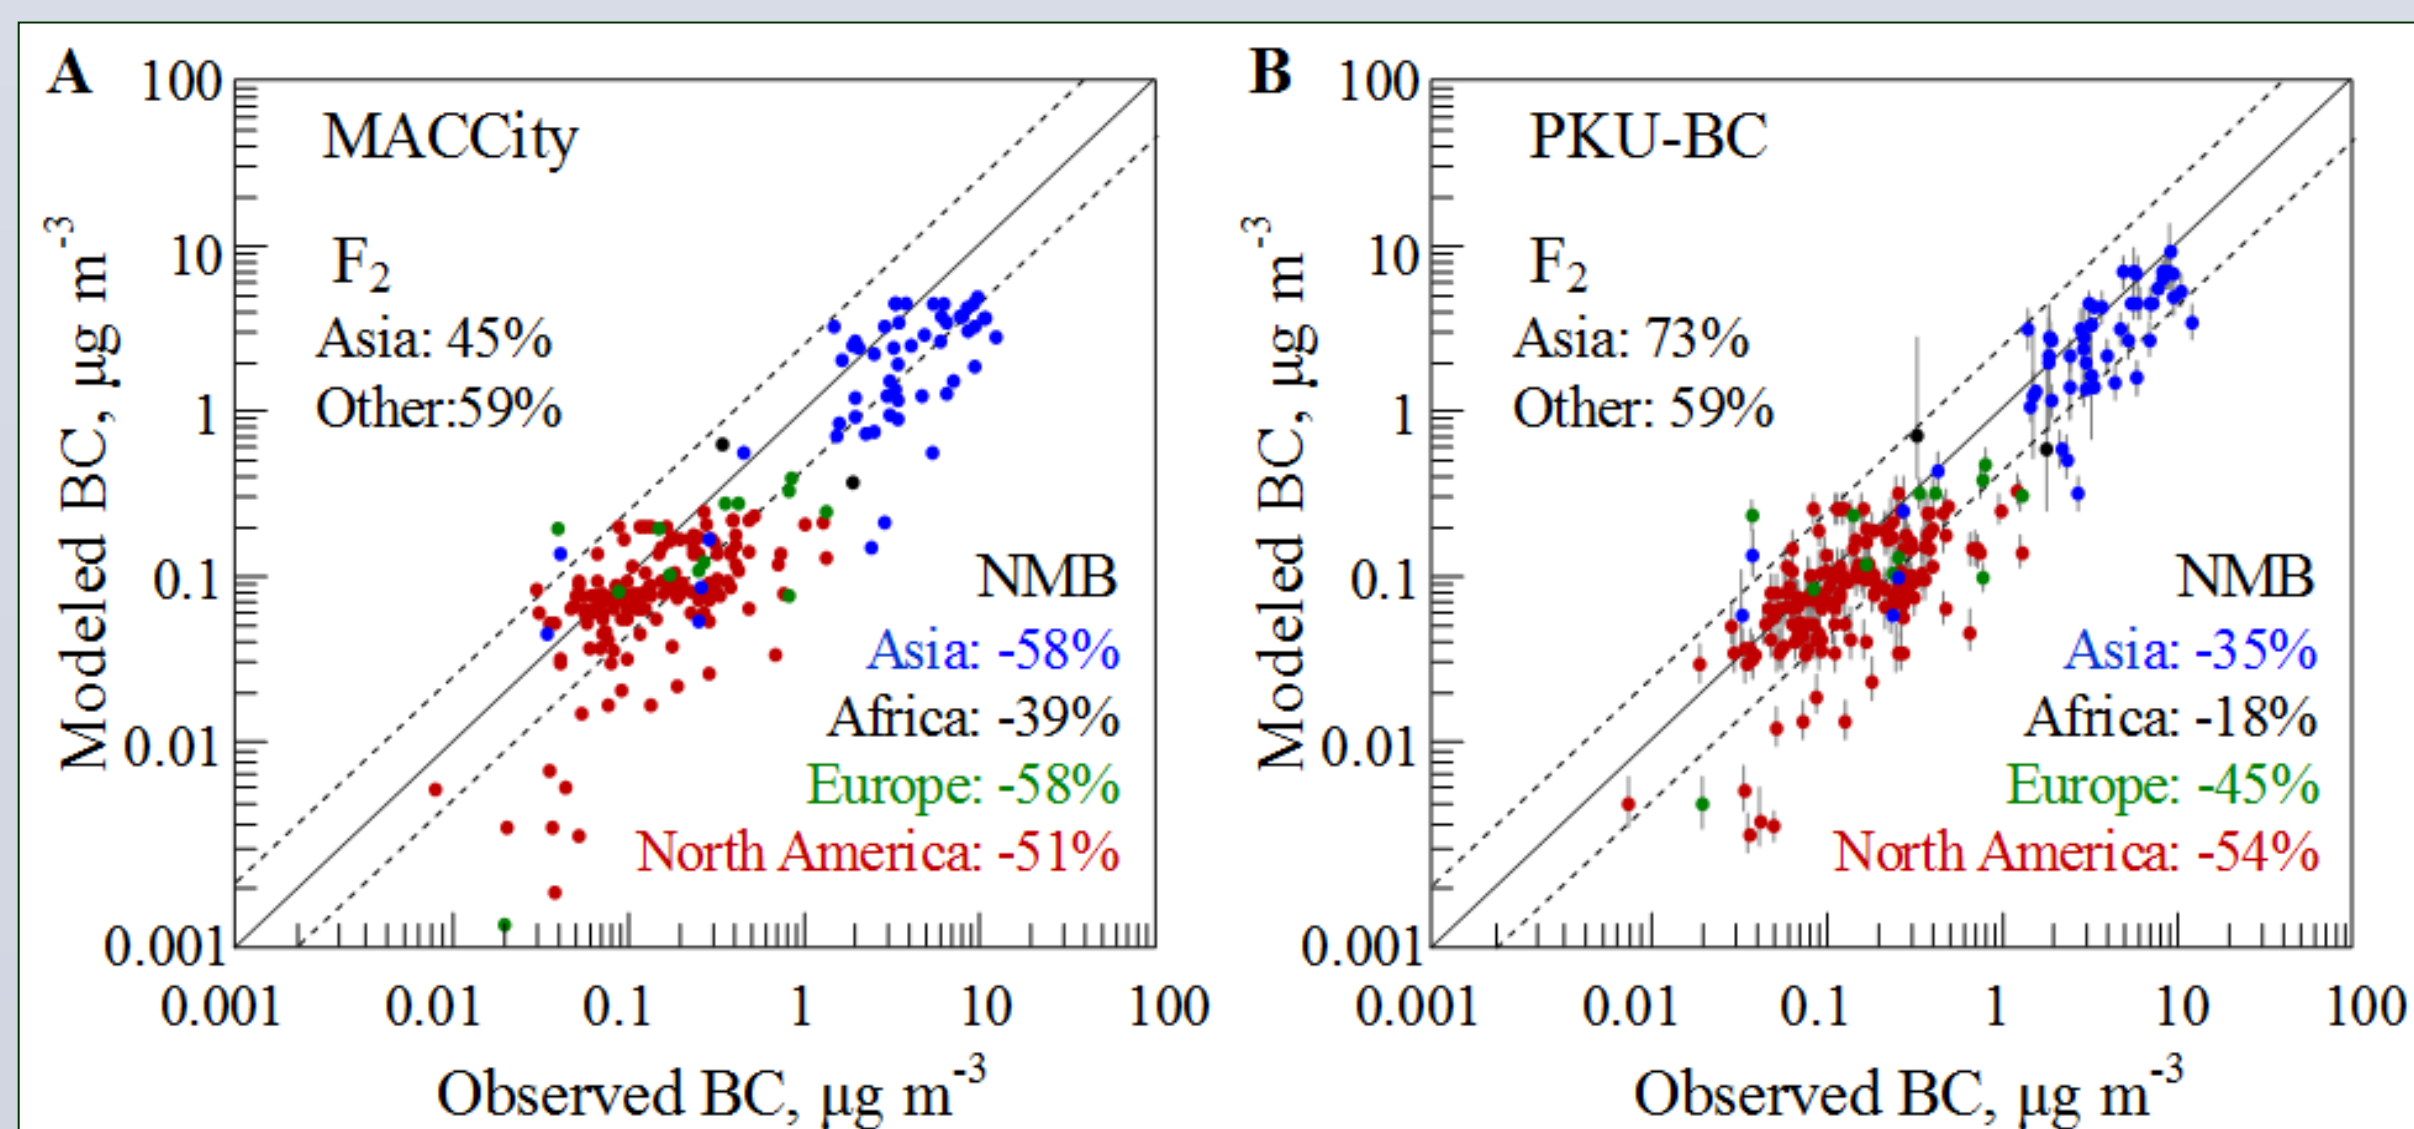 A
MACCity
F2
Asia: 45%
Other:59%
NMB
Asia: -58%
Africa: -39%
Europe: -58%
North America: -51%
100
10
1
0.1
0.01
0.001
Modeled BC, μg m-3
0.001 0.01 0.1 1 10 100
Observed BC, μg m-3
B
PKU-BC
F2
Asia: 73%
Other: 59%
NMB
Asia: -35%
Africa: -18%
Europe: -45%
North America: -54%
100
10
1
0.1
0.01
0.001
Modeled BC, μg m-3
0.001 0.01 0.1 1 10 100
Observed BC, μg m-3